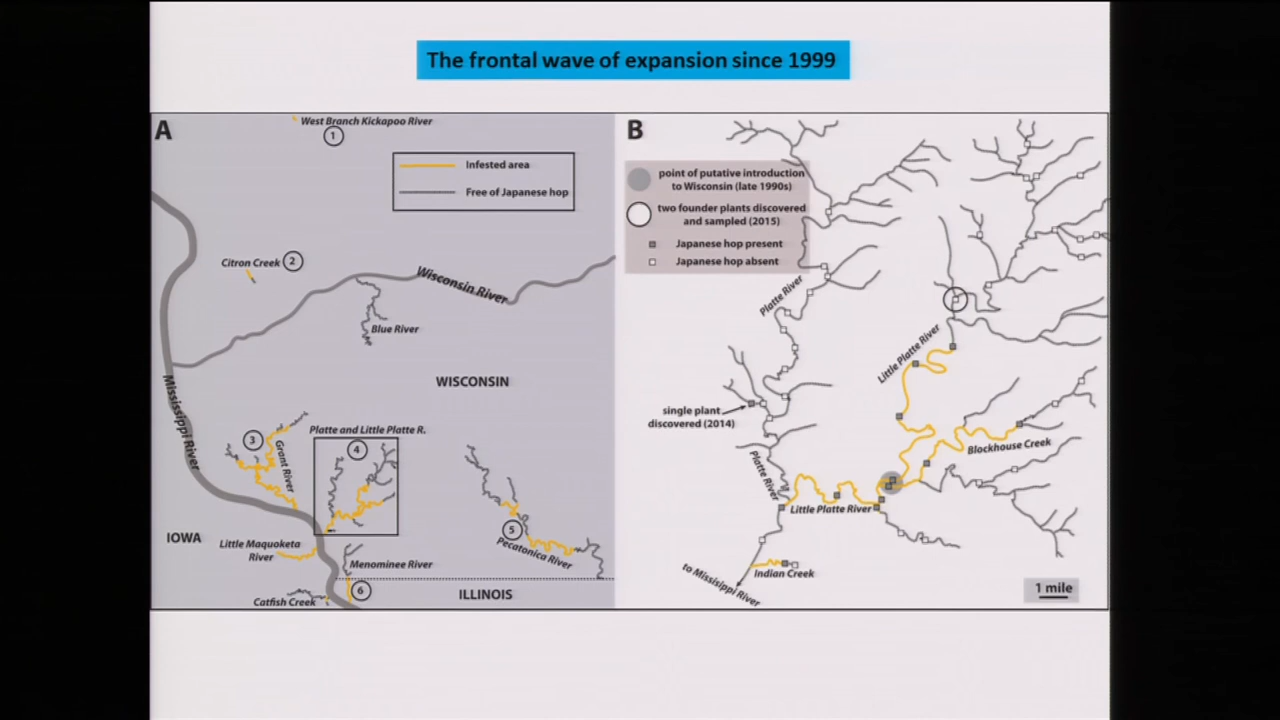 The frontal wave of expansion since 1999
A
West Branch Kickapoo River
1
Infested area
Free of Japanese hop
Citron Creek
2
Wisconsin River
Blue River
WISCONSIN
Mississippi River
Platte and Little Platte R.
3
Grant River
4
5
Pecatonica River
IOWA
Little Maquoketa
River
Menominee River
6
Catfish Creek
ILLINOIS
B
point of putative introduction
to Wisconsin (late 1990s)
two founder plants discovered
and sampled (2015)
Japanese hop present
Japanese hop absent
Platte River
Little Platte River
single plant
discovered (2014)
Blockhouse Creek
Platte River
Little Platte River
Indian Creek
to Missisippi River
1 mile